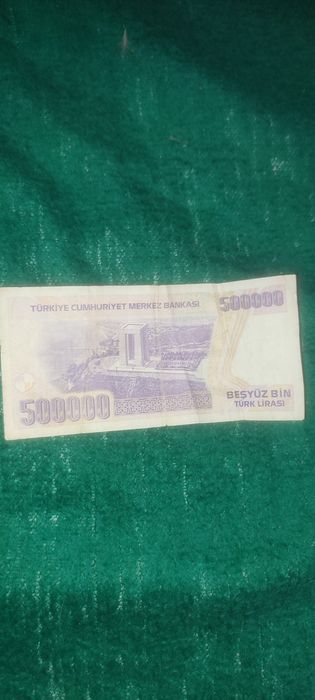 TÜRKİYE CUMHURİYET MERKEZ BANKASI
500000
500000
BEŞYÜZ BİN
TÜRK LİRASI